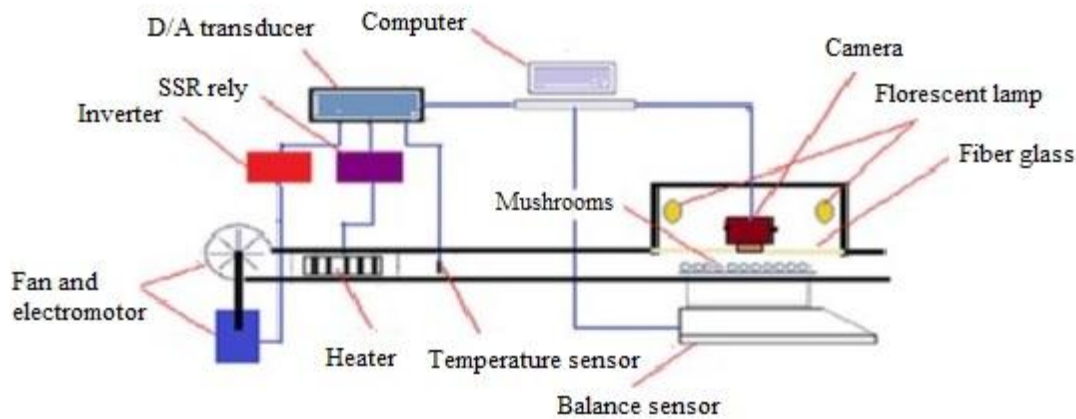 D/A transducer
Computer
Camera
SSR rely
Florescent lamp
Inverter
Fiber glass
Mushrooms
Fan and
electromotor
Heater
Temperature sensor
Balance sensor